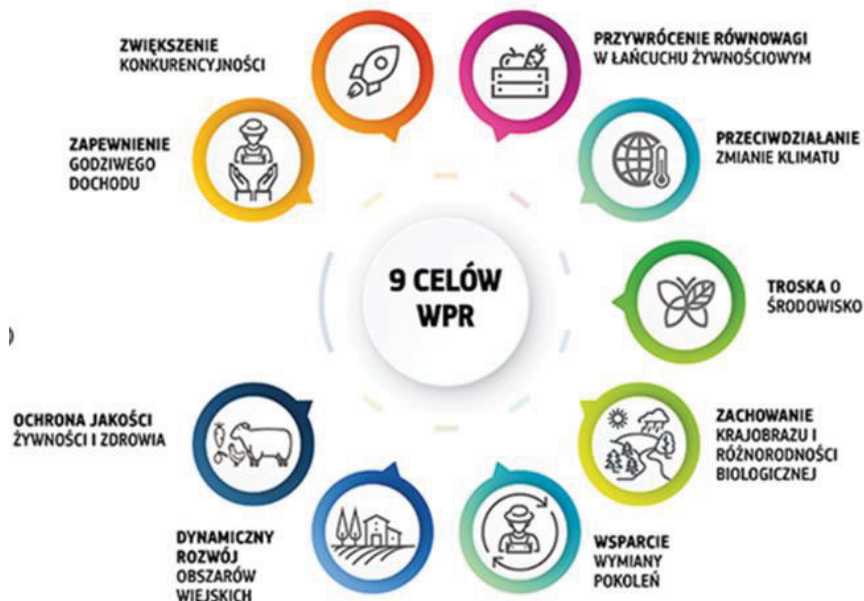 ZWIĘKSZENIE
KONKURENCYJNOŚCI
PRZYWRÓCENIE RÓWNOWAGI
W ŁAŃCUCHU ŻYWNOŚCIOWYM
ZAPEWNIENIE
GODZIWEGO
DOCHODU
PRZECIWDZIAŁANIE
ZMIANIE KLIMATU
9 CELÓW
WPR
TROSKA O
ŚRODOWISKO
OCHRONA JAKOŚCI
ŻYWNOŚCI I ZDROWIA
ZACHOWANIE
KRAJOBRAZU I
RÓŻNORODNOŚCI
BIOLOGICZNEJ
DYNAMICZNY
ROZWÓJ
OBSZARÓW
WIEJSKICH
WSPARCIE
WYMIANY
POKOLEŃ